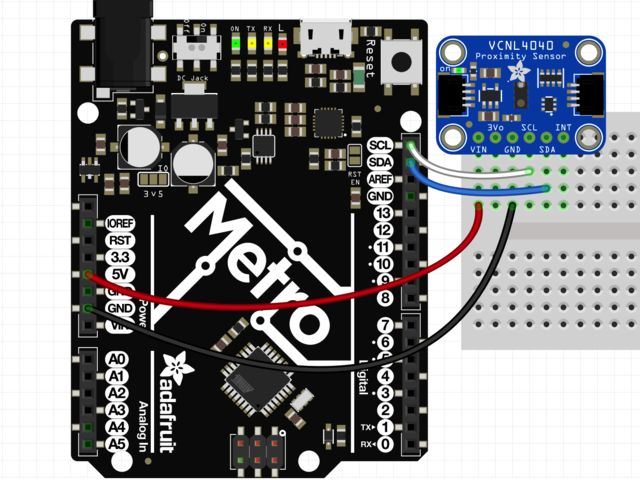 Off
On
DC Jack
ON TX RX L
Reset
IO
3v5
RST
EN
IOREF
RST
3.3
5V
GND
Vin
Power
A0
A1
A2
A3
A4
A5
Analog In
adafruit
Metro
SCL
SDA
AREF
GND
13
12
11
10
9
8
7
6
5
4
3
2
TX 1
RX 0
Digital
VCNL4040
Proximity Sensor
on
3Vo SCL INT
VIN GND SDA